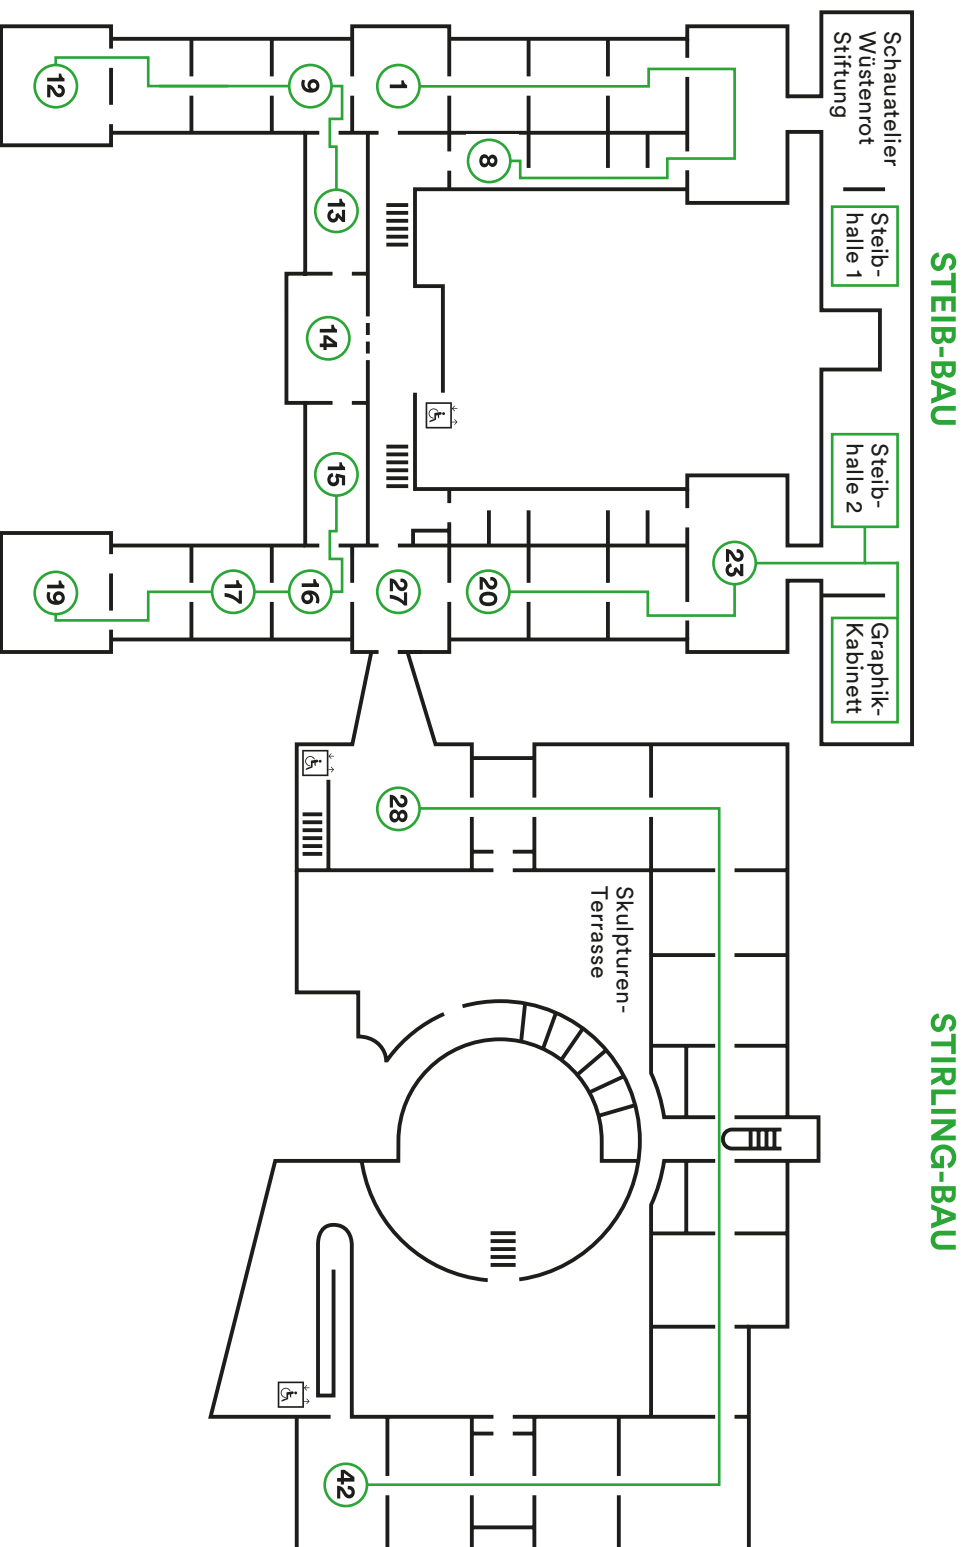 STEIB-BAU
STIRLING-BAU
Schauatelier
Wüstenrot
Stiftung
Steib-
halle 1
Steib-
halle 2
Graphik-
Kabinett
12
9
1
8
13
14
15
19
17
16
27
20
23
28
Skulpturen-
Terrasse
42